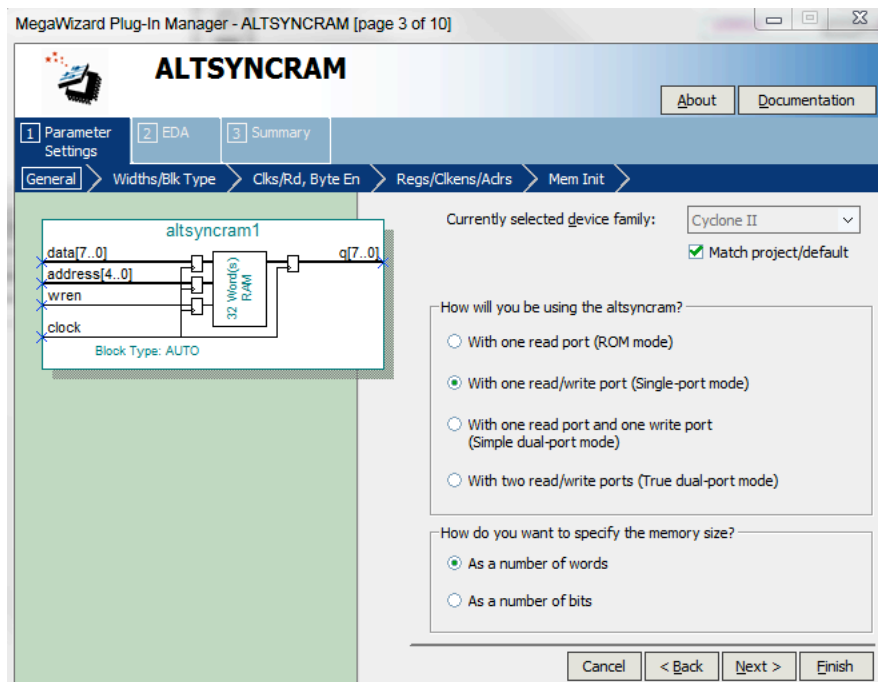 MegaWizard Plug-In Manager - ALTSYNCRAM [page 3 of 10]
ALTSYNCRAM
About
Documentation
1 Parameter Settings
2 EDA
3 Summary
General
Widths/Blk Type
Clks/Rd, Byte En
Regs/Clkens/Aclrs
Mem Init
altsyncram1
data[7..0]
q[7..0]
address[4..0]
wren
clock
32 Word(s)
RAM
Block Type: AUTO
Currently selected device family:
Cyclone II
Match project/default
How will you be using the altsyncram?
With one read port (ROM mode)
With one read/write port (Single-port mode)
With one read port and one write port
(Simple dual-port mode)
With two read/write ports (True dual-port mode)
How do you want to specify the memory size?
As a number of words
As a number of bits
Cancel
< Back
Next >
Finish